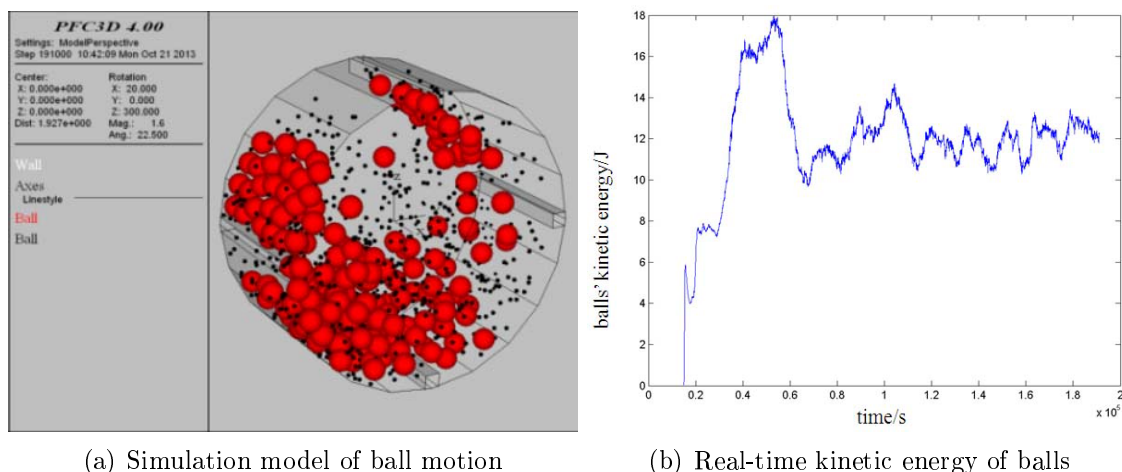 PFC3D 4.00
Settings: ModelPerspective
Step 191000 10:42:09 Mon Oct 21 2013
Center: Rotation
X: 0.000e+000 X: 20.000
Y: 0.000e+000 Y: 0.000
Z: 0.000e+000 Z: 300.000
Dist: 1.927e+000 Mag.: 1.6
Ang.: 22.500
Wall
Axes
Linestyle
Ball
Ball
Z
balls' kinetic energy/J
18
16
14
12
10
8
6
4
2
0
0 0.2 0.4 0.6 0.8 1 1.2 1.4 1.6 1.8 2
time/s
x 10^5
(a) Simulation model of ball motion
(b) Real-time kinetic energy of balls